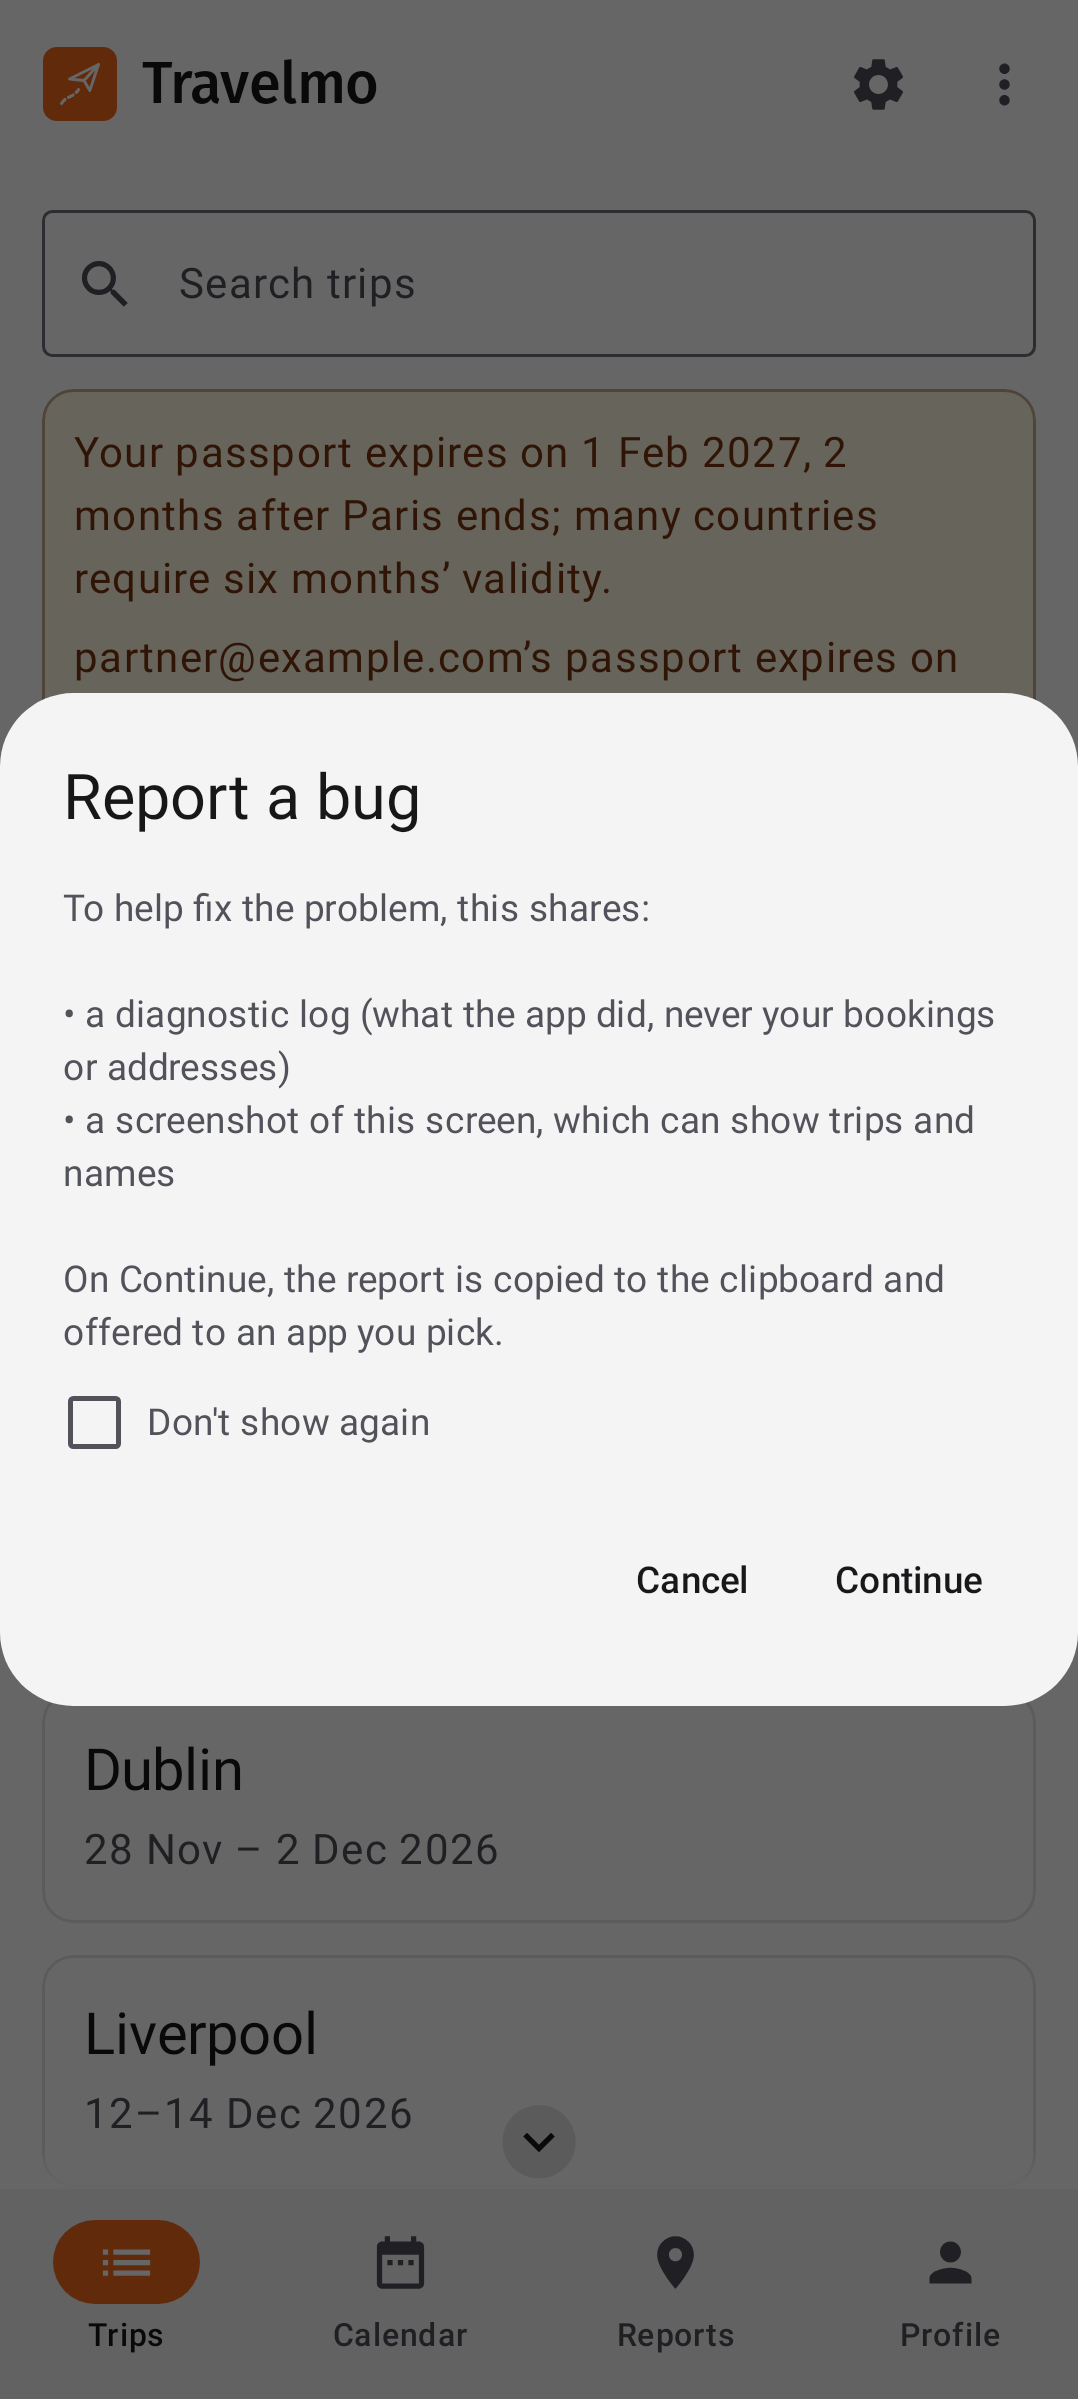 Travelmo
Search trips
Your passport expires on 1 Feb 2027, 2
months after Paris ends; many countries
require six months’ validity.
partner@example.com’s passport expires on
Report a bug
To help fix the problem, this shares:
• a diagnostic log (what the app did, never your bookings
or addresses)
• a screenshot of this screen, which can show trips and
names
On Continue, the report is copied to the clipboard and
offered to an app you pick.
Don't show again
Cancel
Continue
Dublin
28 Nov – 2 Dec 2026
Liverpool
12–14 Dec 2026
Trips
Calendar
Reports
Profile